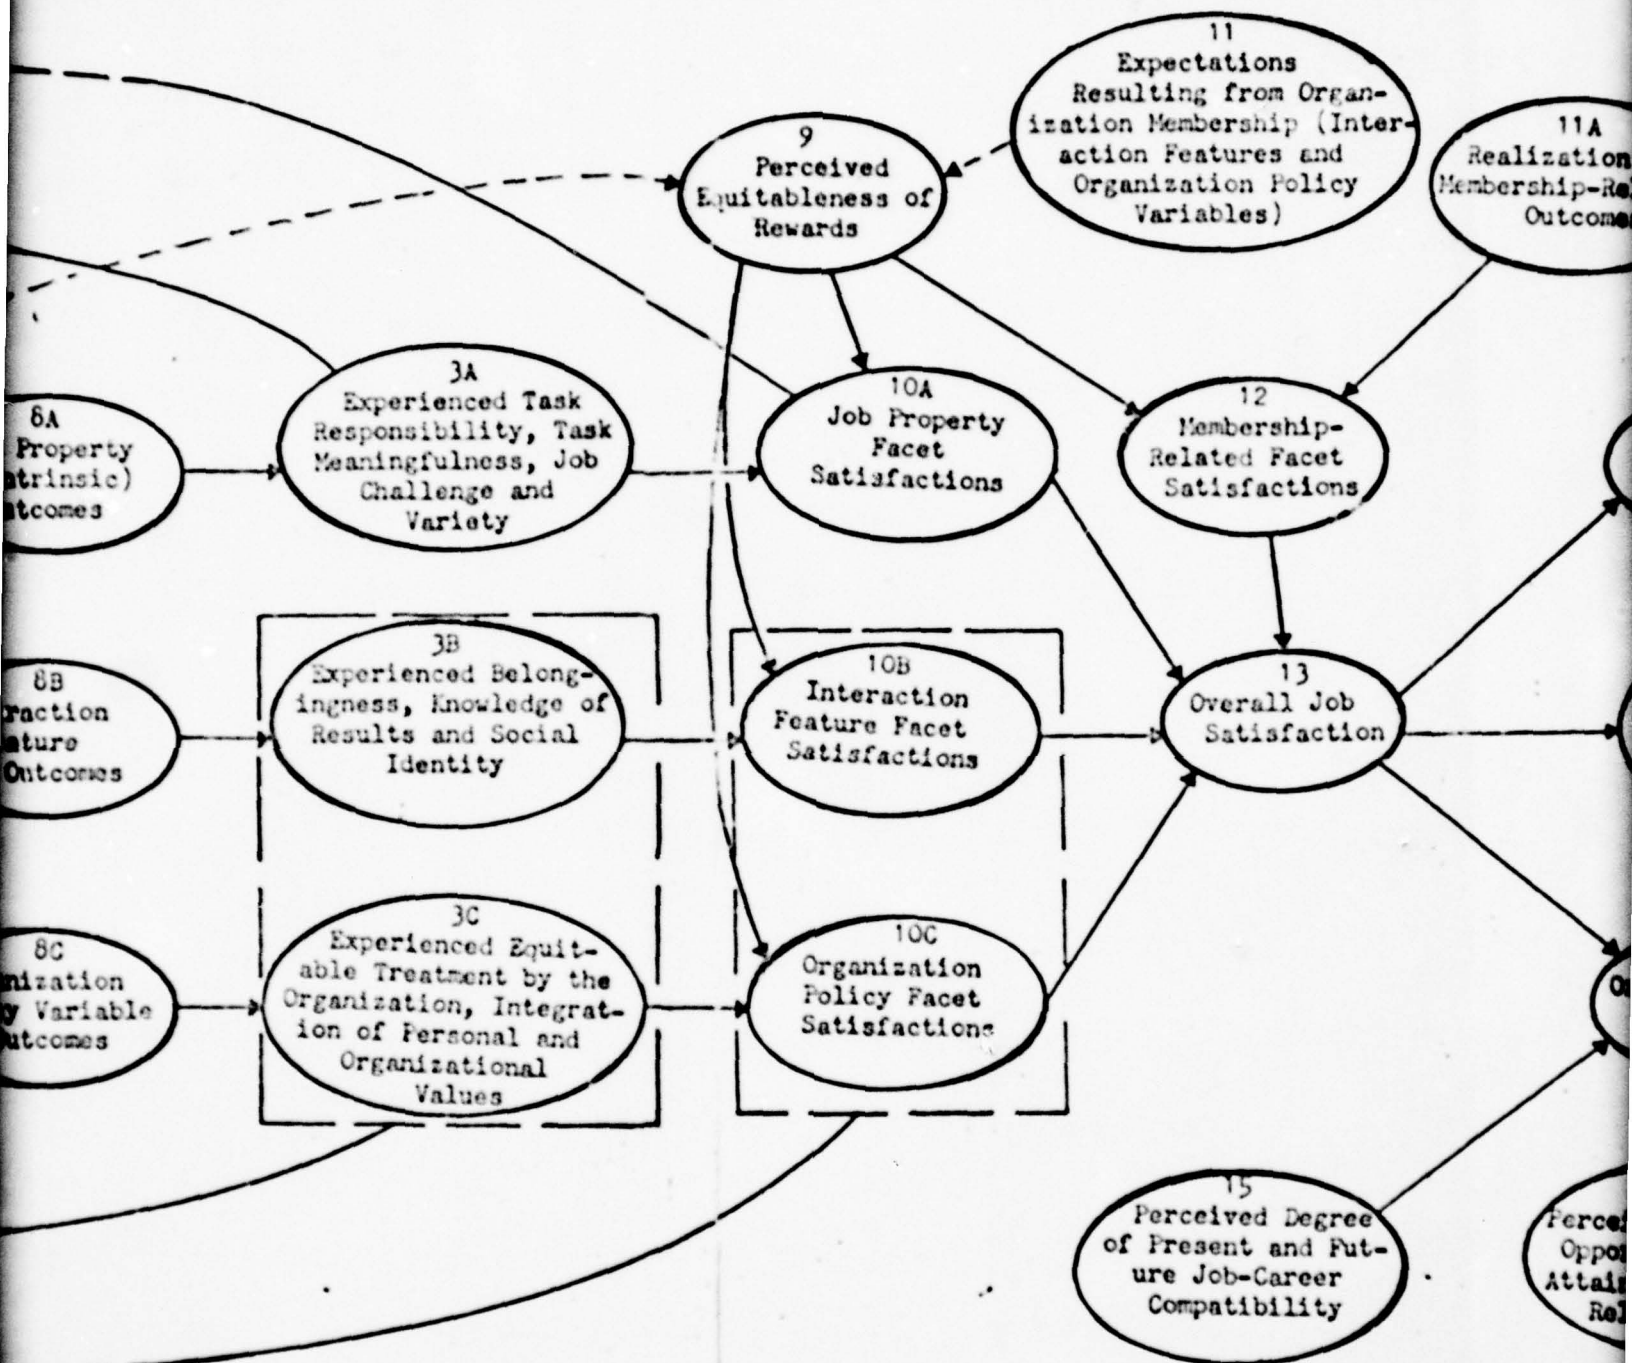 11
Expectations
Resulting from Organ-
ization Membership (Inter-
action Features and
Organization Policy
Variables)
11A
Realization
Membership-Re
Outcome
9
Perceived
Equitableness of
Rewards
3A
Experienced Task
Responsibility, Task
Meaningfulness, Job
Challenge and
Variety
10A
Job Property
Facet
Satisfactions
12
Membership-
Related Facet
Satisfactions
8A
Property
trinsic)
tcomes
3B
Experienced Belong-
ingness, Knowledge of
Results and Social
Identity
10B
Interaction
Feature Facet
Satisfactions
13
Overall Job
Satisfaction
8B
raction
ature
Outcomes
3C
Experienced Equit-
able Treatment by the
Organization, Integrat-
ion of Personal and
Organizational
Values
10C
Organization
Policy Facet
Satisfactions
8C
nization
y Variable
utcomes
15
Perceived Degree
of Present and Fut-
ure Job-Career
Compatibility
Perce
Oppo
Attai
Rel